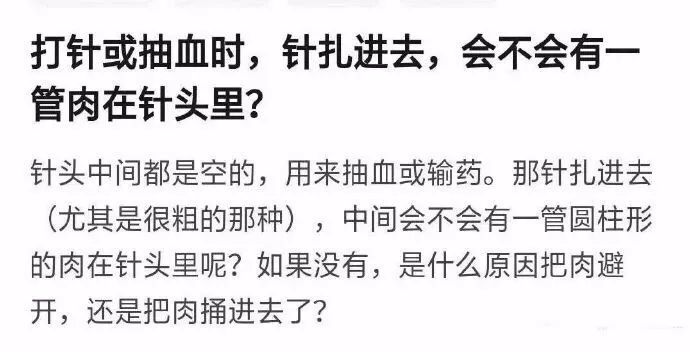 打针或抽血时，针扎进去，会不会有一
管肉在针头里？
针头中间都是空的，用来抽血或输药。那针扎进去
（尤其是很粗的那种），中间会不会有一管圆柱形
的肉在针头里呢？如果没有，是什么原因把肉避
开，还是把肉捅进去了？